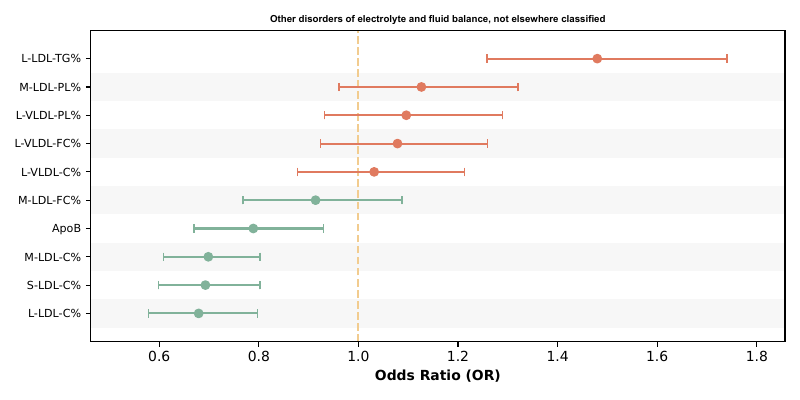 Other disorders of electrolyte and fluid balance, not elsewhere classified
L-LDL-TG%
M-LDL-PL%
L-VLDL-PL%
L-VLDL-FC%
L-VLDL-C%
M-LDL-FC%
ApoB
M-LDL-C%
S-LDL-C%
L-LDL-C%
0.6 0.8 1.0 1.2 1.4 1.6 1.8
Odds Ratio (OR)